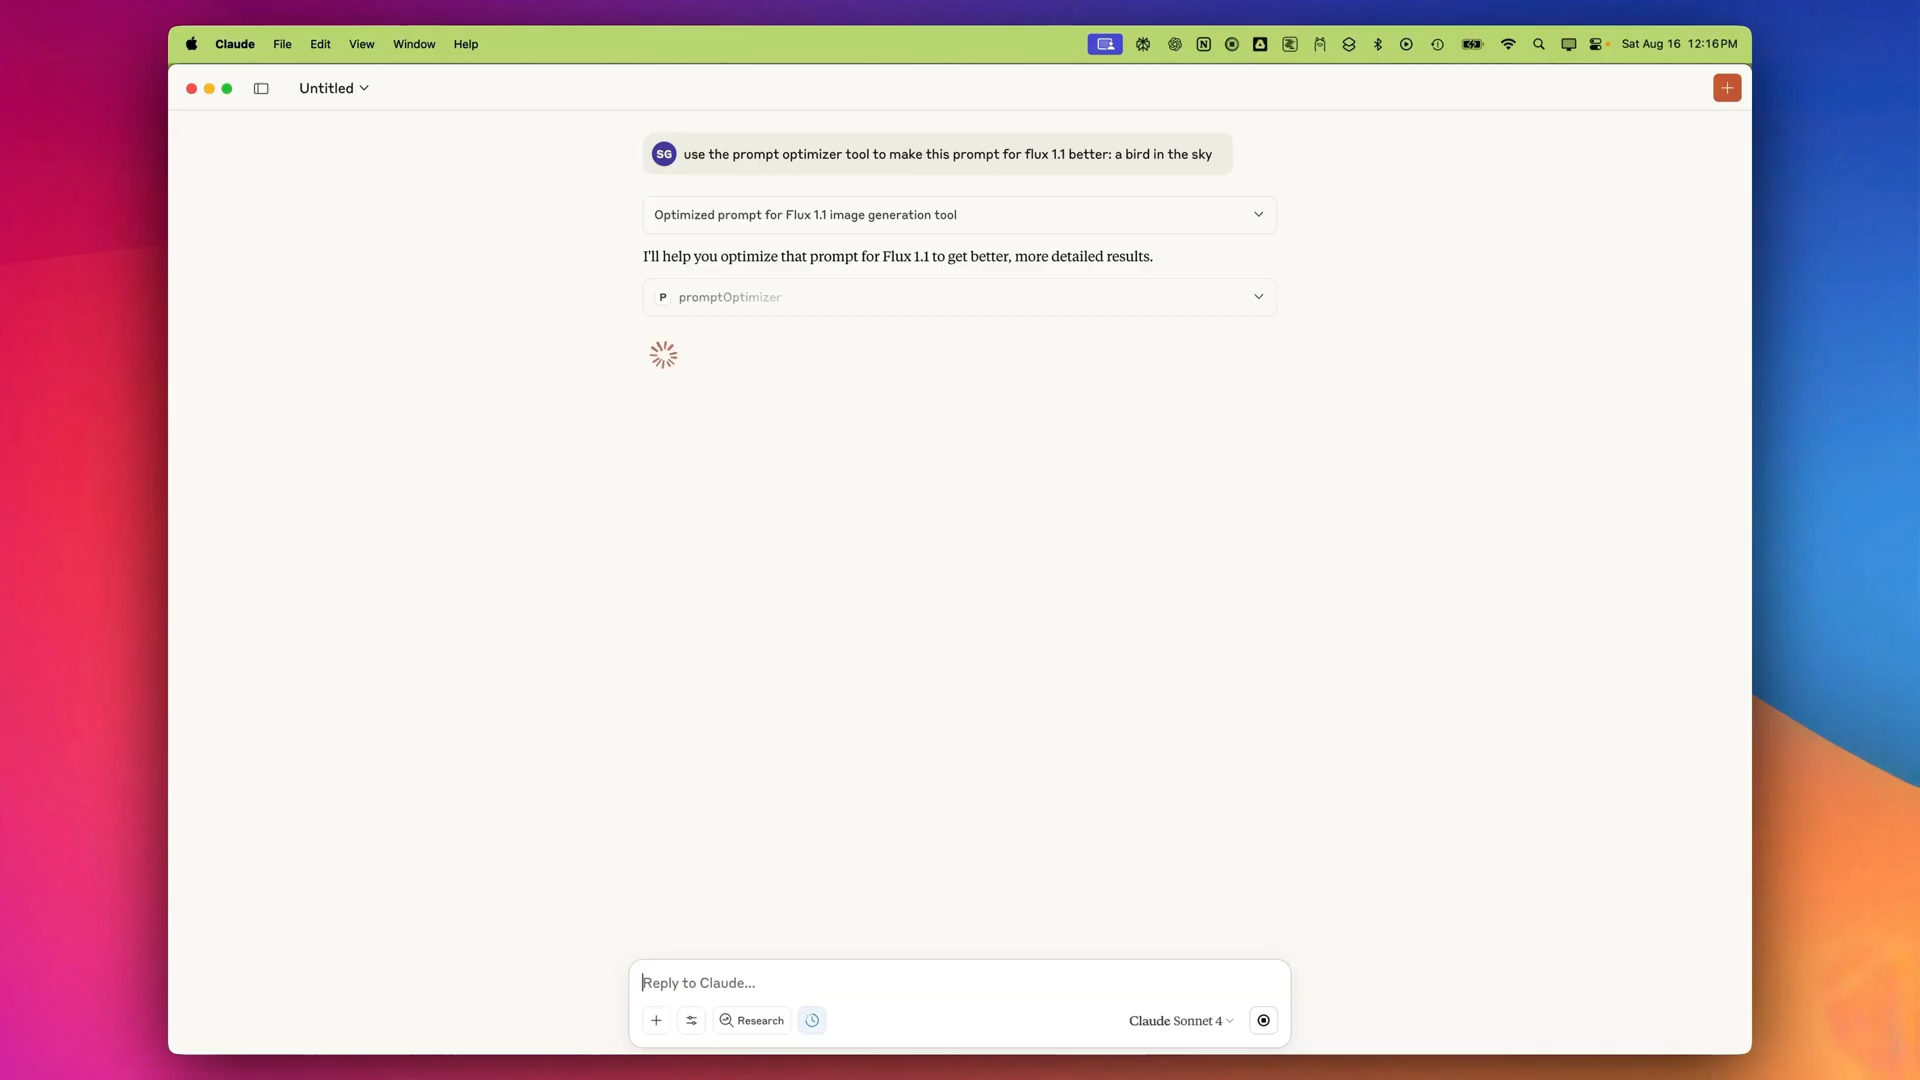 Claude File Edit View Window Help Sat Aug 16 12:16 PM
Untitled
SG use the prompt optimizer tool to make this prompt for flux 1.1 better: a bird in the sky
Optimized prompt for Flux 1.1 image generation tool
I'll help you optimize that prompt for Flux 1.1 to get better, more detailed results.
P promptOptimizer
Reply to Claude...
Research Claude Sonnet 4